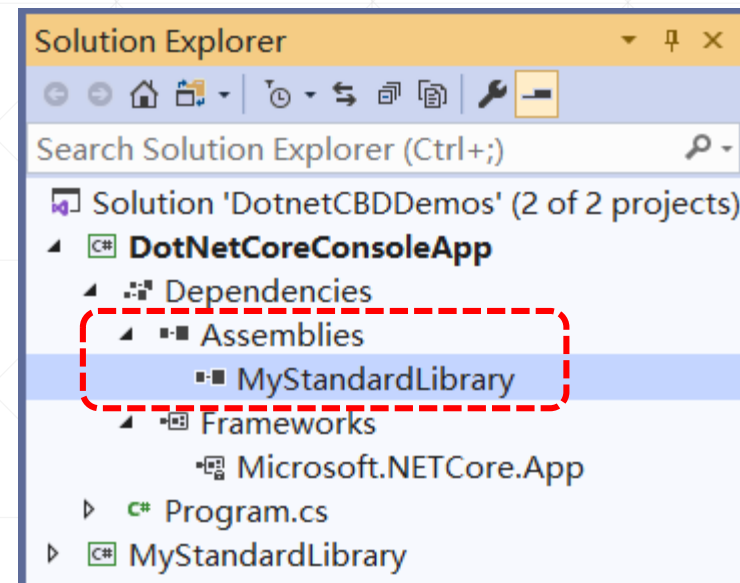 Solution Explorer
Search Solution Explorer (Ctrl+;)
Solution 'DotnetCBDDemos' (2 of 2 projects)
C# DotNetCoreConsoleApp
Dependencies
Assemblies
MyStandardLibrary
Frameworks
Microsoft.NETCore.App
C# Program.cs
C# MyStandardLibrary